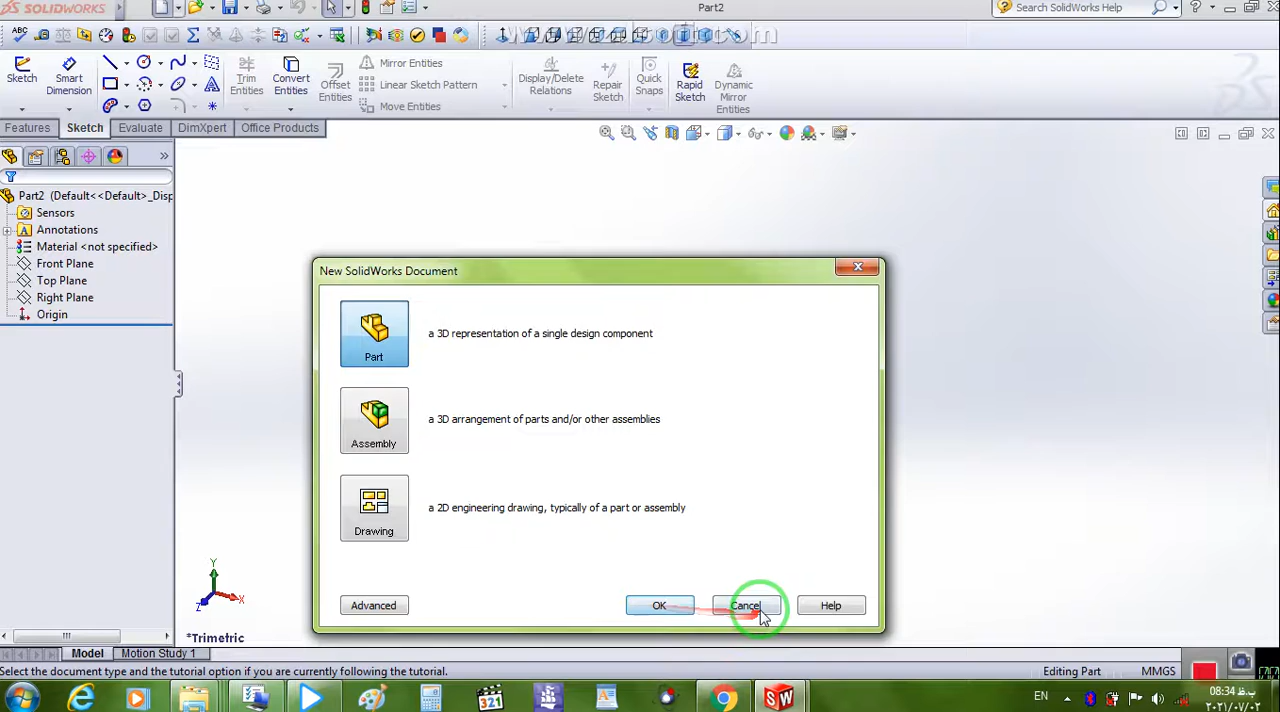 SOLIDWORKS
Part2
Search SolidWorks Help
Sketch
Smart
Dimension
Trim
Entities
Convert
Entities
Offset
Entities
Mirror Entities
Linear Sketch Pattern
Move Entities
Display/Delete
Relations
Repair
Sketch
Quick
Snaps
Rapid
Sketch
Dynamic
Mirror
Entities
Features
Sketch
Evaluate
DimXpert
Office Products
Part2 (Default<<Default>_Disp
Sensors
Annotations
Material <not specified>
Front Plane
Top Plane
Right Plane
Origin
New SolidWorks Document
Part
a 3D representation of a single design component
Assembly
a 3D arrangement of parts and/or other assemblies
Drawing
a 2D engineering drawing, typically of a part or assembly
Advanced
OK
Cancel
Help
Y
X
Z
*Trimetric
Model
Motion Study 1
Select the document type and the tutorial option if you are currently following the tutorial.
Editing Part
MMGS
EN
08:34 ب.ظ
۲۰۲۱/۰۷/۰۲